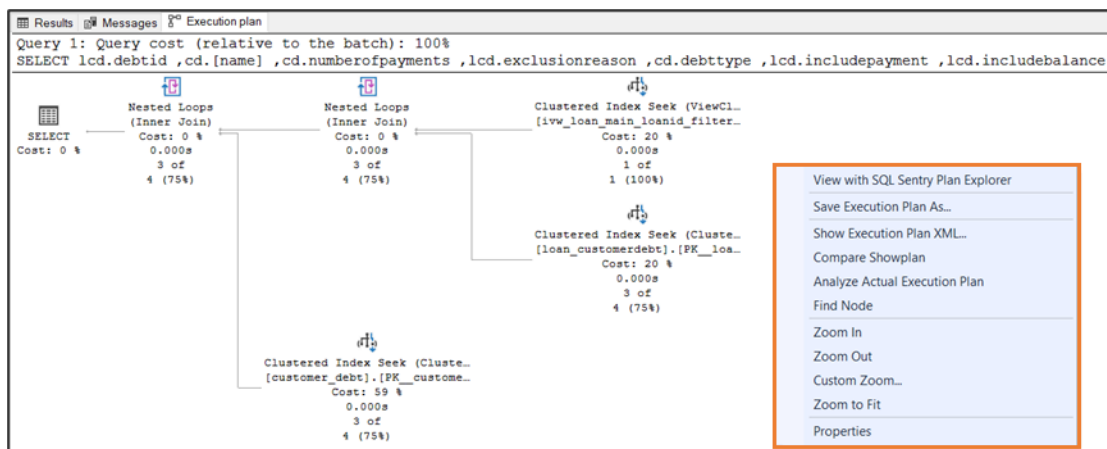 Results Messages Execution plan
Query 1: Query cost (relative to the batch): 100%
SELECT lcd.debtid ,cd.[name] ,cd.numberofpayments ,lcd.exclusionreason ,cd.debttype ,lcd.includepayment ,lcd.includebalance
SELECT
Cost: 0 %
Nested Loops
(Inner Join)
Cost: 0 %
0.000s
3 of
4 (75%)
Nested Loops
(Inner Join)
Cost: 0 %
0.000s
3 of
4 (75%)
Clustered Index Seek (ViewCl…
[ivw_loan_main_loanid_filter…
Cost: 20 %
0.000s
1 of
1 (100%)
Clustered Index Seek (Cluste…
[loan_customerdebt].[PK__loa…
Cost: 20 %
0.000s
3 of
4 (75%)
Clustered Index Seek (Cluste…
[customer_debt].[PK__custome…
Cost: 59 %
0.000s
3 of
4 (75%)
View with SQL Sentry Plan Explorer
Save Execution Plan As...
Show Execution Plan XML...
Compare Showplan
Analyze Actual Execution Plan
Find Node
Zoom In
Zoom Out
Custom Zoom...
Zoom to Fit
Properties